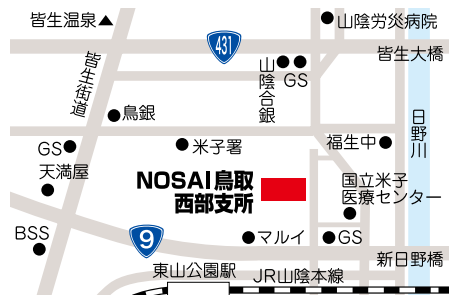 皆生温泉
山陰労災病院
431
皆生大橋
皆生街道
山陰合銀
GS
鳥銀
日野川
GS
米子署
福生中
天満屋
NOSAI鳥取
西部支所
国立米子
医療センター
BSS
9
マルイ
GS
新日野橋
東山公園駅
JR山陰本線